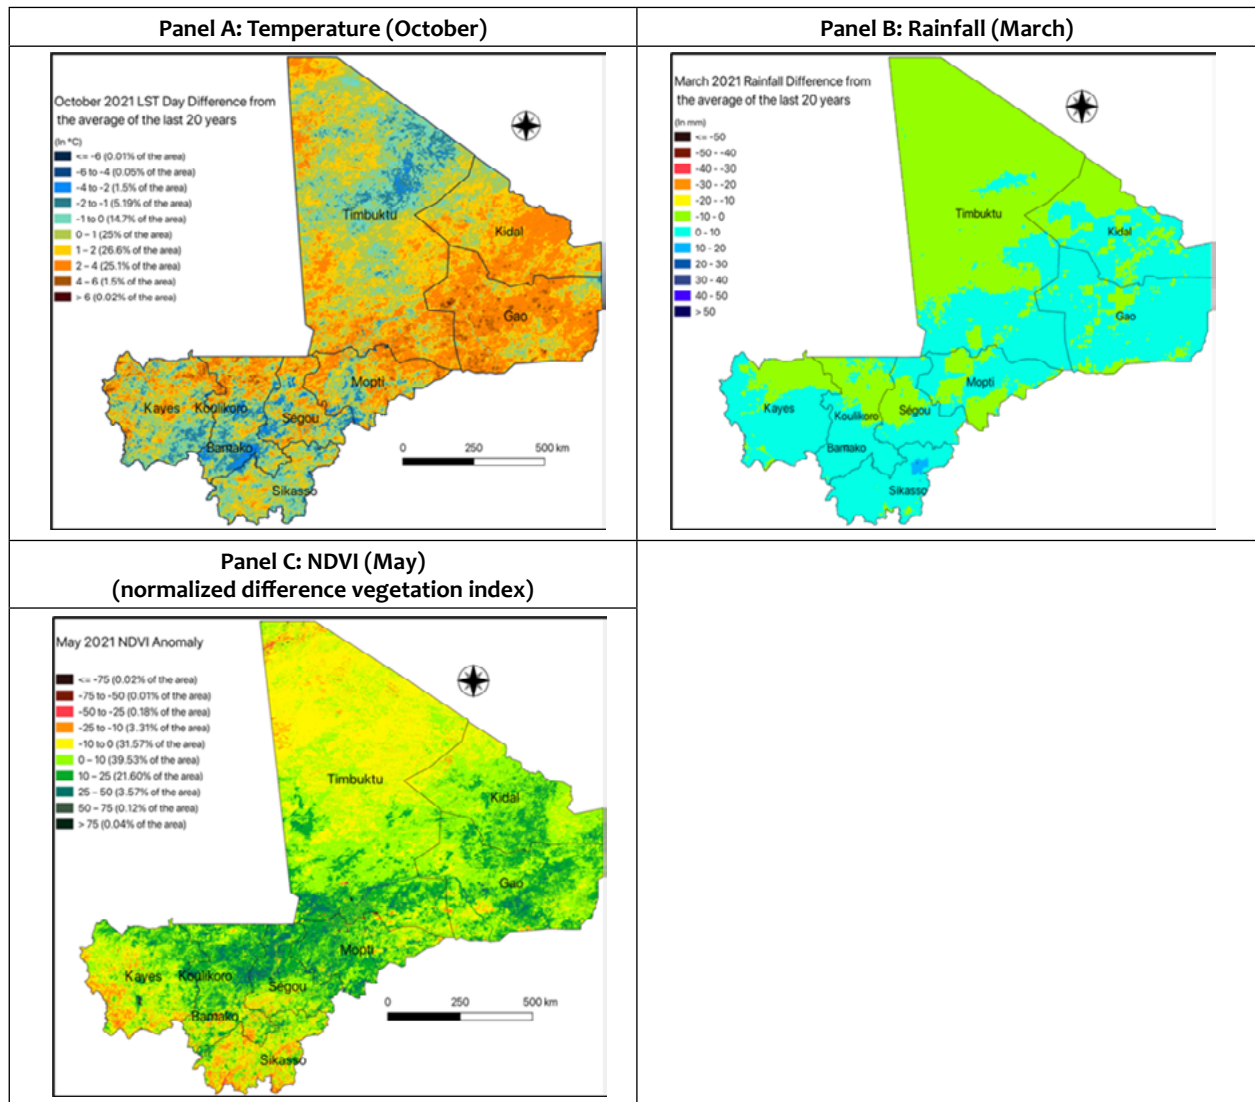 Panel A: Temperature (October)
Panel B: Rainfall (March)
October 2021 LST Day Difference from
the average of the last 20 years
(In °C)
<= -6 (0.01% of the area)
-6 to -4 (0.05% of the area)
-4 to -2 (1.5% of the area)
-2 to -1 (5.19% of the area)
-1 to 0 (14.7% of the area)
0 – 1 (25% of the area)
1 – 2 (26.6% of the area)
2 – 4 (25.1% of the area)
4 – 6 (1.5% of the area)
> 6 (0.02% of the area)
Timbuktu
Kidal
Gao
Mopti
Kayes
Koulikoro
Ségou
Bamako
Sikasso
0 250 500 km
March 2021 Rainfall Difference from
the average of the last 20 years
(In mm)
<= -50
-50 - -40
-40 - -30
-30 - -20
-20 - -10
-10 - 0
0 - 10
10 - 20
20 - 30
30 - 40
40 - 50
> 50
Timbuktu
Kidal
Gao
Mopti
Kayes
Koulikoro
Ségou
Bamako
Sikasso
Panel C: NDVI (May)
(normalized difference vegetation index)
May 2021 NDVI Anomaly
<= -75 (0.02% of the area)
-75 to -50 (0.01% of the area)
-50 to -25 (0.18% of the area)
-25 to -10 (3.31% of the area)
-10 to 0 (31.57% of the area)
0 – 10 (39.53% of the area)
10 – 25 (21.60% of the area)
25 – 50 (3.57% of the area)
50 – 75 (0.12% of the area)
> 75 (0.04% of the area)
Timbuktu
Kidal
Gao
Mopti
Kayes
Koulikoro
Ségou
Bamako
Sikasso
0 250 500 km